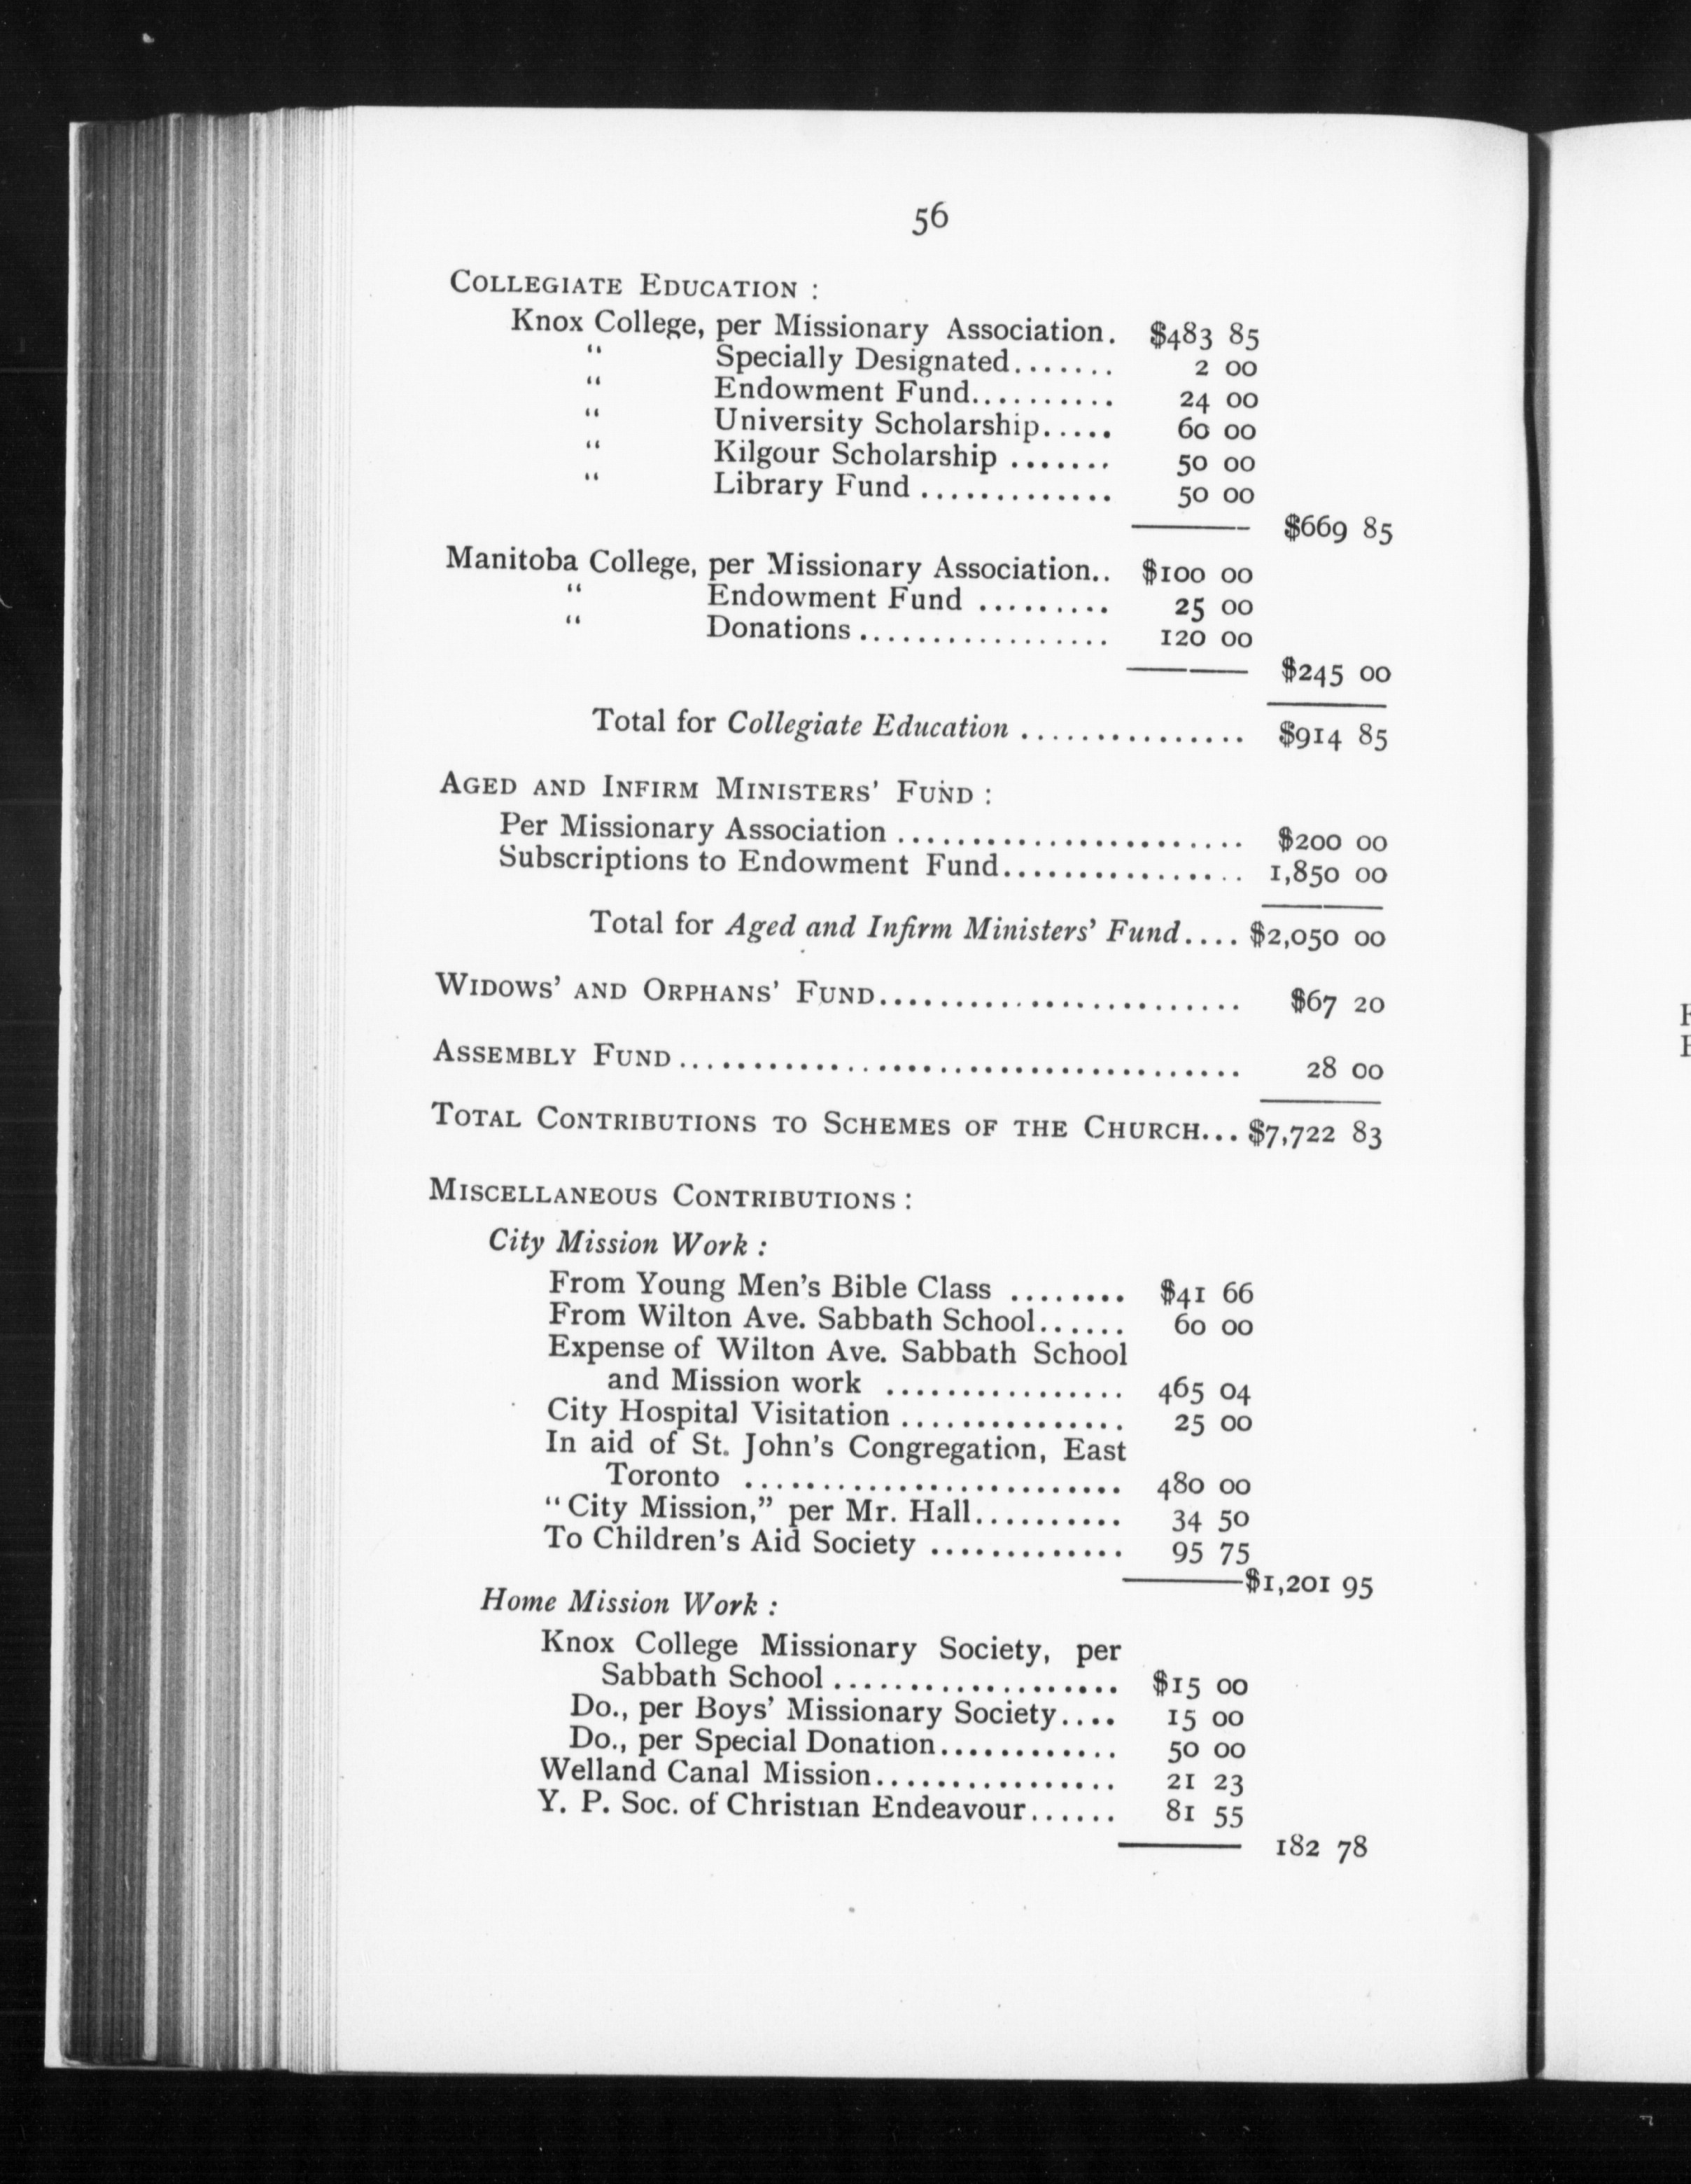 56
COLLEGIATE EDUCATION :
Knox College, per Missionary Association. $483 85
“ Specially Designated....... 2 00
“ Endowment Fund.......... 24 00
“ University Scholarship..... 60 00
“ Kilgour Scholarship ....... 50 00
“ Library Fund ............. 50 00
$669 85
Manitoba College, per Missionary Association.. $100 00
“ Endowment Fund ......... 25 00
“ Donations ................. 120 00
$245 00
Total for Collegiate Education ............... $914 85
AGED AND INFIRM MINISTERS' FUND :
Per Missionary Association ....................... $200 00
Subscriptions to Endowment Fund................ 1,850 00
Total for Aged and Infirm Ministers' Fund.... $2,050 00
WIDOWS' AND ORPHANS' FUND........................ $67 20
ASSEMBLY FUND ..................................... 28 00
TOTAL CONTRIBUTIONS TO SCHEMES OF THE CHURCH... $7,722 83
MISCELLANEOUS CONTRIBUTIONS :
City Mission Work :
From Young Men's Bible Class ........ $41 66
From Wilton Ave. Sabbath School...... 60 00
Expense of Wilton Ave. Sabbath School
and Mission work ................ 465 04
City Hospital Visitation ............... 25 00
In aid of St. John's Congregation, East
Toronto ......................... 480 00
“City Mission,” per Mr. Hall.......... 34 50
To Children's Aid Society ............. 95 75
$1,201 95
Home Mission Work :
Knox College Missionary Society, per
Sabbath School ................... $15 00
Do., per Boys' Missionary Society.... 15 00
Do., per Special Donation............ 50 00
Welland Canal Mission................ 21 23
Y. P. Soc. of Christian Endeavour...... 81 55
182 78